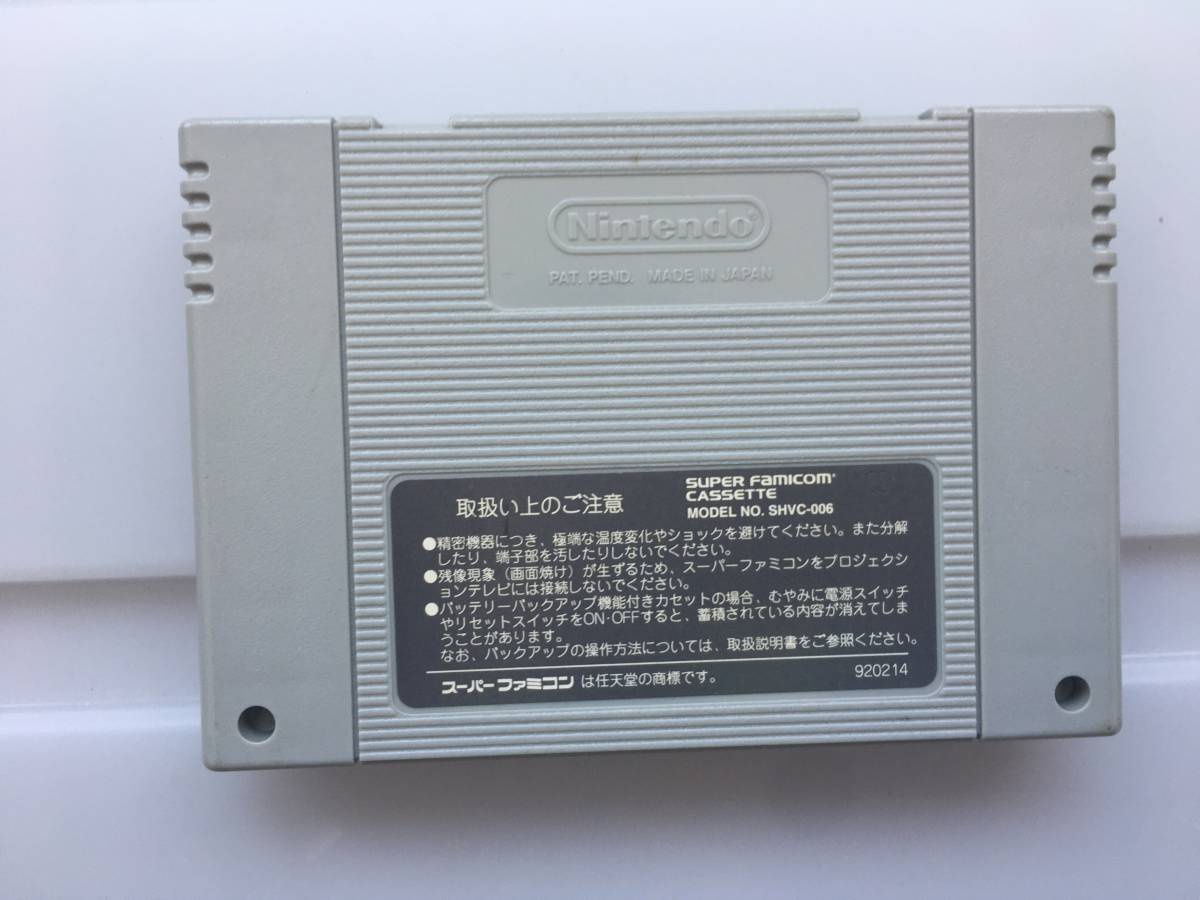 Nintendo®
PAT. PEND. MADE IN JAPAN
取扱い上のご注意
SUPER FAMICOM®
CASSETTE
MODEL NO. SHVC-006
●精密機器につき、極端な温度変化やショックを避けてください。また分解
したり、端子部を汚したりしないでください。
●残像現象（画面焼け）が生ずるため、スーパーファミコンをプロジェクシ
ョンテレビには接続しないでください。
●バッテリーバックアップ機能付きカセットの場合、むやみに電源スイッチ
やリセットスイッチをON・OFFすると、蓄積されている内容が消えてしま
うことがあります。
なお、バックアップの操作方法については、取扱説明書をご参照ください。
スーパーファミコン は任天堂の商標です。
920214